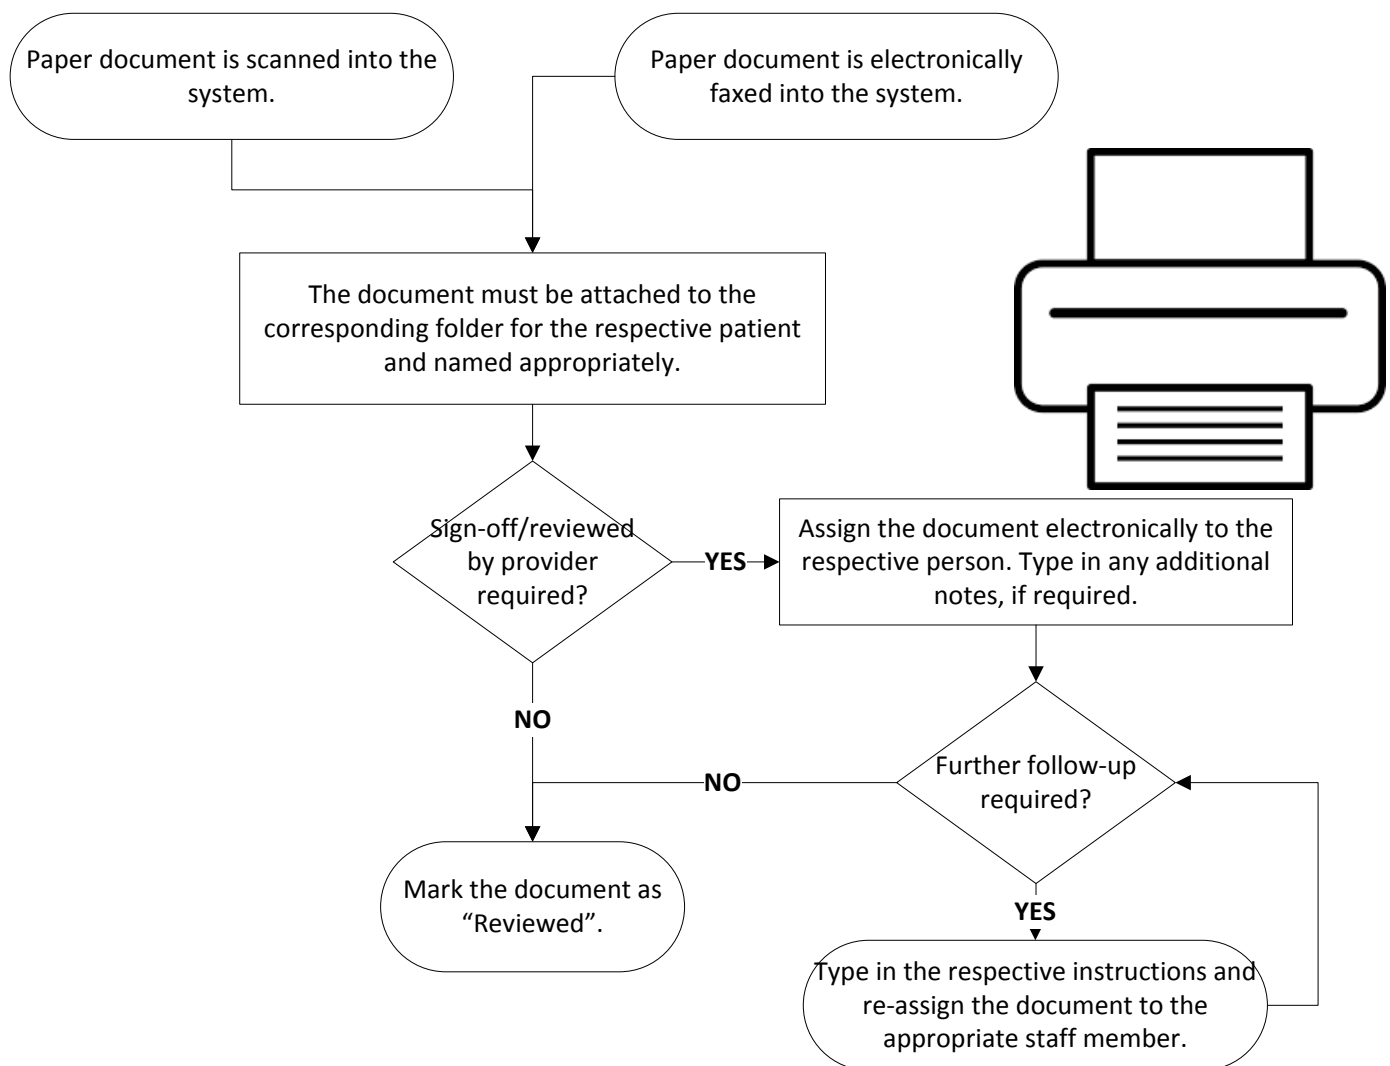 Paper document is scanned into the
system.
Paper document is electronically
faxed into the system.
The document must be attached to the
corresponding folder for the respective patient
and named appropriately.
Sign-off/reviewed
by provider
required?
YES
Assign the document electronically to the
respective person. Type in any additional
notes, if required.
NO
Further follow-up
required?
NO
Mark the document as
“Reviewed”.
YES
Type in the respective instructions and
re-assign the document to the
appropriate staff member.